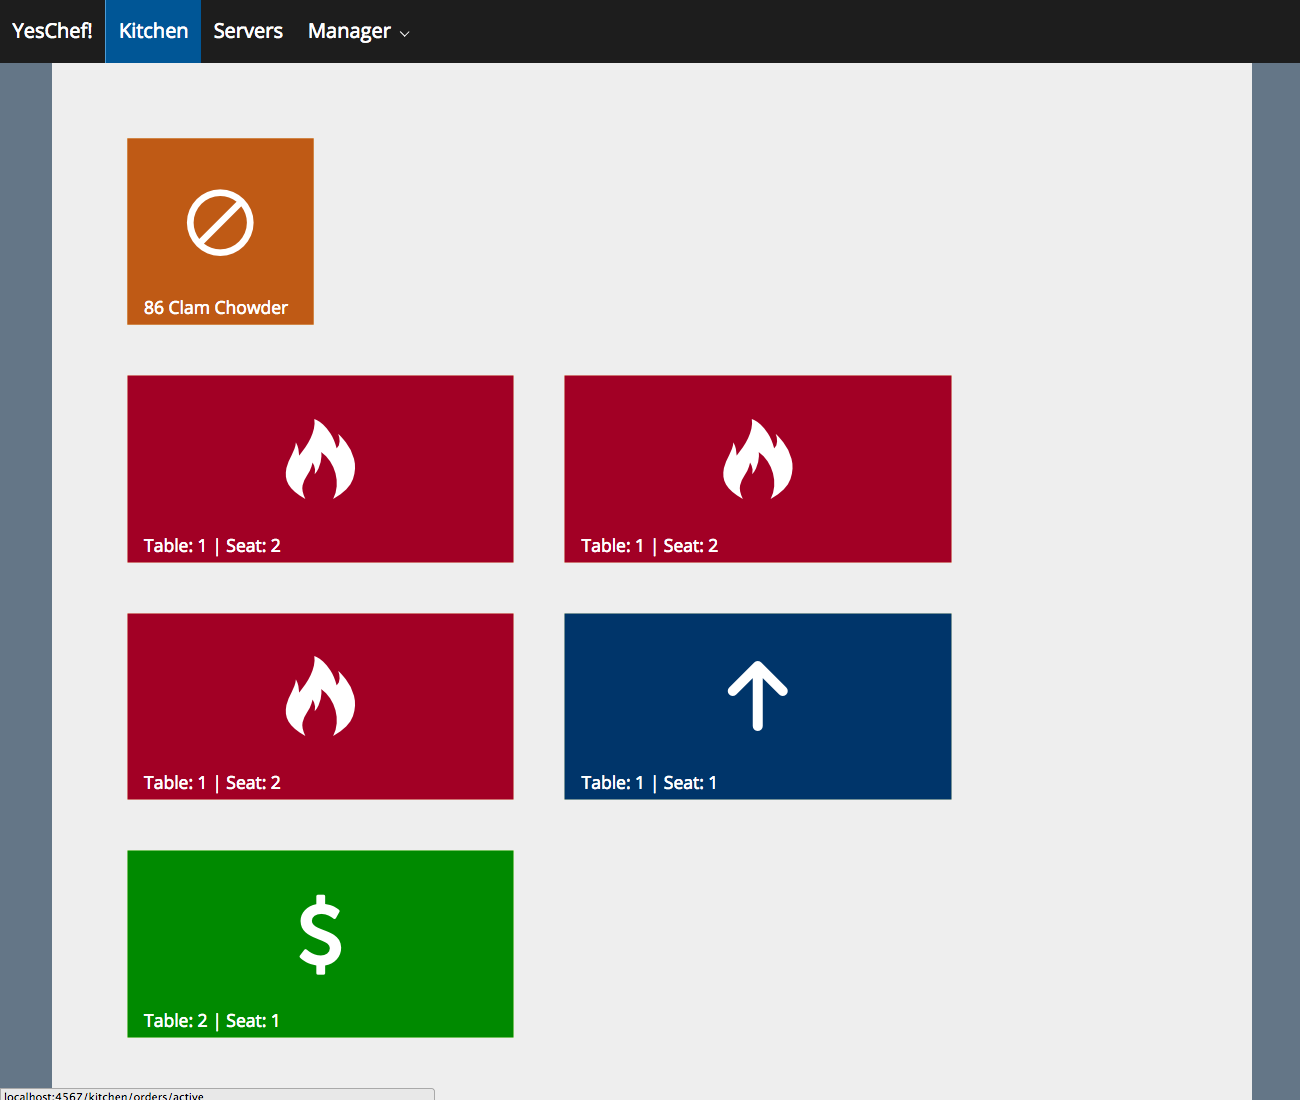 YesChef! Kitchen Servers Manager
86 Clam Chowder
Table: 1 | Seat: 2
Table: 1 | Seat: 2
Table: 1 | Seat: 2
Table: 1 | Seat: 1
$
Table: 2 | Seat: 1
localhost:4567/kitchen/orders/active